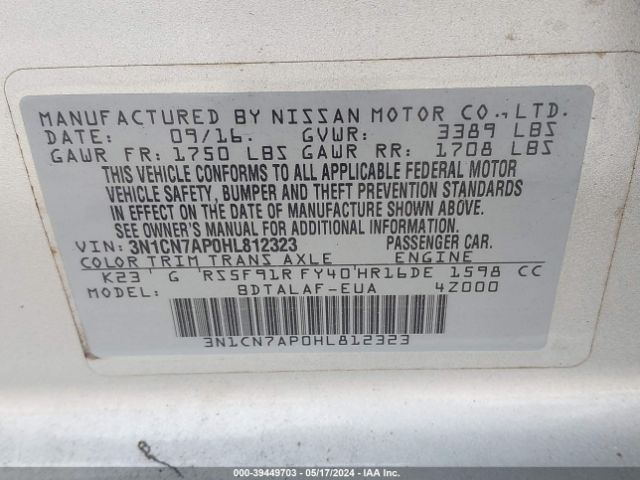 MANUFACTURED BY NISSAN MOTOR CO., LTD.
DATE: 09/16. GVWR: 3389 LBS
GAWR FR: 1750 LBS GAWR RR: 1708 LBS
THIS VEHICLE CONFORMS TO ALL APPLICABLE FEDERAL MOTOR
VEHICLE SAFETY, BUMPER AND THEFT PREVENTION STANDARDS
IN EFFECT ON THE DATE OF MANUFACTURE SHOWN ABOVE.
SEE OWNER'S MANUAL FOR ADDITIONAL INFORMATION.
VIN: 3N1CN7AP0HL812323 PASSENGER CAR.
COLOR TRIM TRANS AXLE ENGINE
K23 G RS5F91R FY40 HR16DE 1598 CC
MODEL: BDTALAF-EUA 4Z000
3N1CN7AP0HL812323
000-39449703 - 05/17/2024 - IAA Inc.